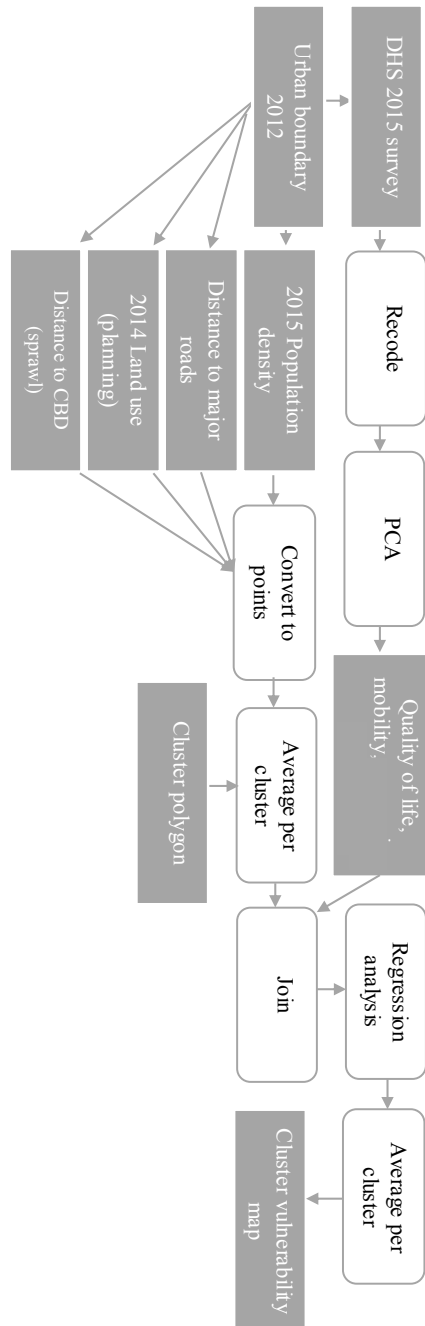 DHS 2015 survey
Recode
PCA
Quality of life,
mobility,
Regression
analysis
Average per
cluster
Urban boundary
2012
2015 Population
density
Convert to
points
Average per
cluster
Join
Cluster vulnerability
map
Distance to major
roads
Cluster polygon
2014 Land use
(planning)
Distance to CBD
(sprawl)